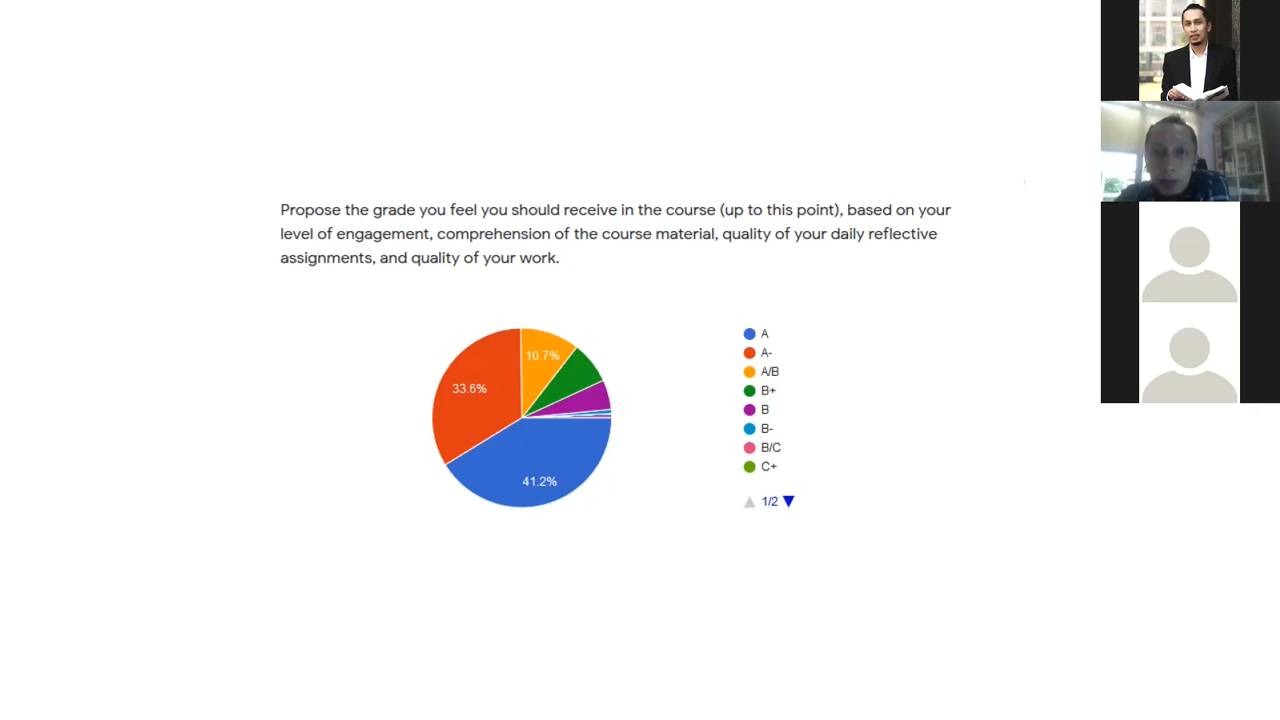 Propose the grade you feel you should receive in the course (up to this point), based on your
level of engagement, comprehension of the course material, quality of your daily reflective
assignments, and quality of your work.
10.7%
33.6%
41.2%
A
A-
A/B
B+
B
B-
B/C
C+
1/2